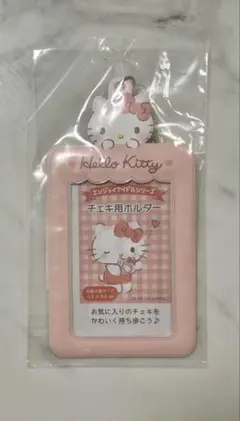 Hello Kitty
エンジョイアイドルシリーズ
チェキ用ホルダー
お気に入りのチェキを
かわいく持ち歩こう♪